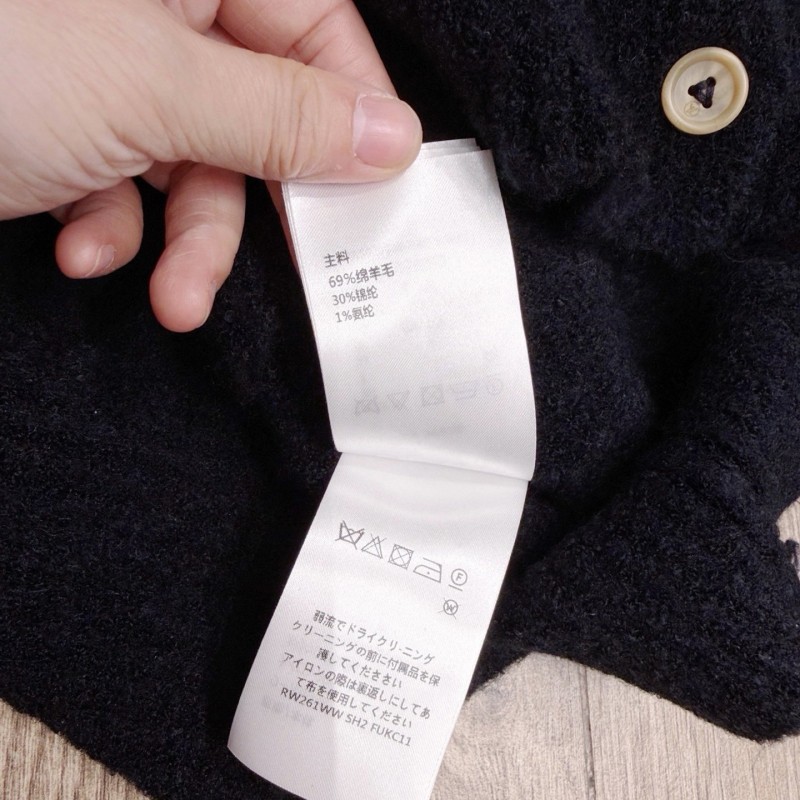 主料
69%绵羊毛
30%锦纶
1%氨纶
F
W
弱流でドライクリ-ニング
クリーニングの前に付属品を保
護してくだささい
アイロンの際は裏返しにしてあ
て布を使用してください
RW261WW SH2 FUKC11